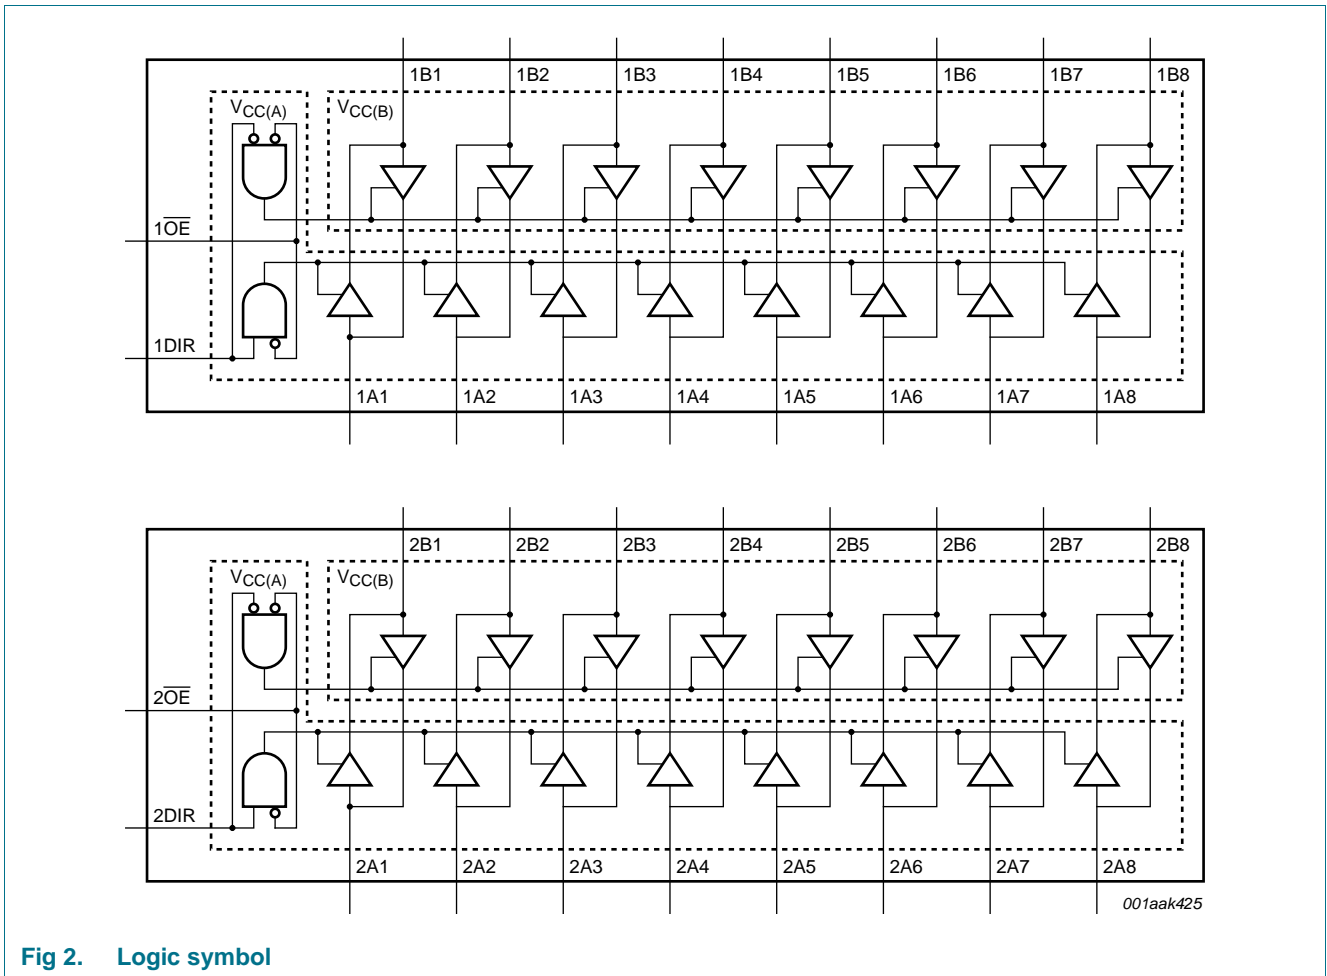 1B1 1B2 1B3 1B4 1B5 1B6 1B7 1B8
VCC(A) VCC(B)
1O̅E̅
1DIR
1A1 1A2 1A3 1A4 1A5 1A6 1A7 1A8
2B1 2B2 2B3 2B4 2B5 2B6 2B7 2B8
VCC(A) VCC(B)
2O̅E̅
2DIR
2A1 2A2 2A3 2A4 2A5 2A6 2A7 2A8
001aak425
Fig 2. Logic symbol